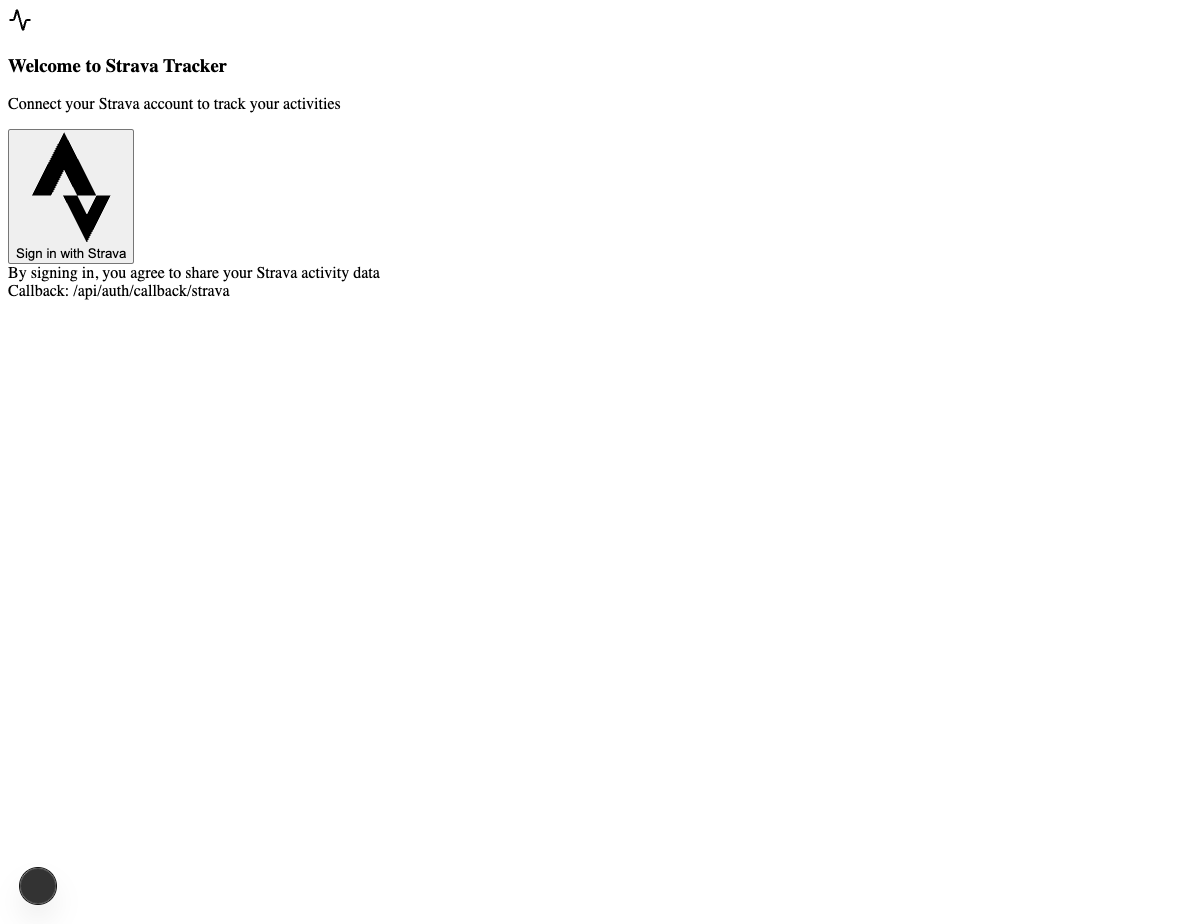 Welcome to Strava Tracker
Connect your Strava account to track your activities
Sign in with Strava
By signing in, you agree to share your Strava activity data
Callback: /api/auth/callback/strava